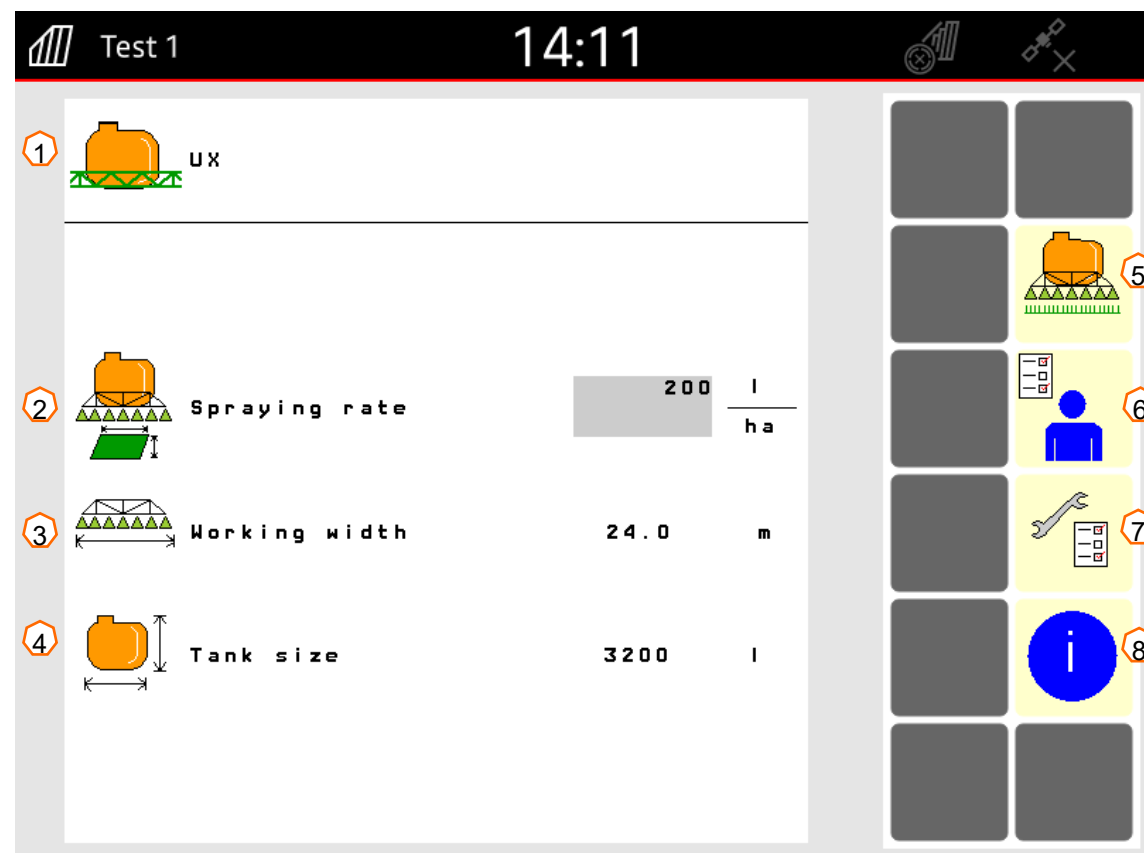 Test 1 14:11
1 UX
5
2 Spraying rate 200 l
ha
6
3 Working width 24.0 m
7
4 Tank size 3200 l
i 8